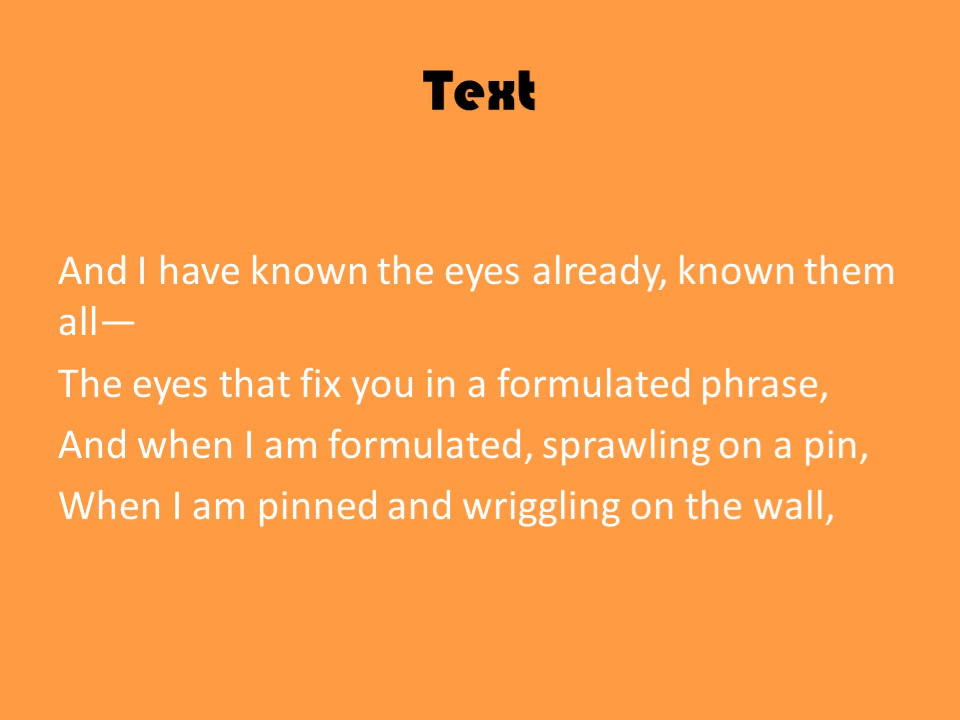 Text
And I have known the eyes already, known them
all—
The eyes that fix you in a formulated phrase,
And when I am formulated, sprawling on a pin,
When I am pinned and wriggling on the wall,